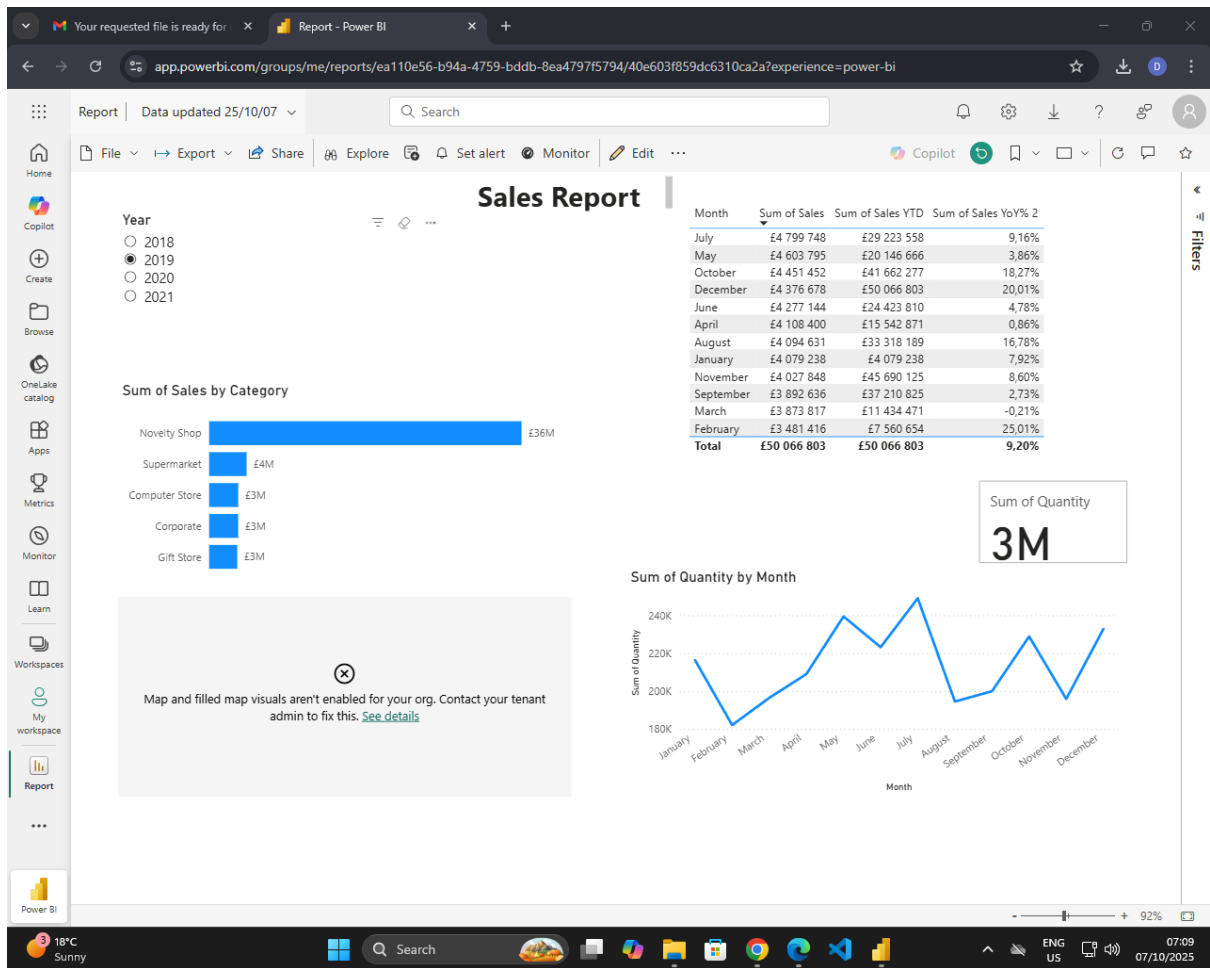 Your requested file is ready for
Report - Power BI
app.powerbi.com/groups/me/reports/ea110e56-b94a-4759-bddb-8ea4797f5794/40e603f859dc6310ca2a?experience=power-bi
D
Report
Data updated 25/10/07
Search
File
Export
Share
Explore
Set alert
Monitor
Edit
Copilot
Home
Copilot
Create
Browse
OneLake
catalog
Apps
Metrics
Monitor
Learn
Workspaces
My
workspace
Report
Power BI
Sales Report
Year
2018
2019
2020
2021
Month Sum of Sales Sum of Sales YTD Sum of Sales YoY% 2
July £4 799 748 £29 223 558 9,16%
May £4 603 795 £20 146 666 3,86%
October £4 451 452 £41 662 277 18,27%
December £4 376 678 £50 066 803 20,01%
June £4 277 144 £24 423 810 4,78%
April £4 108 400 £15 542 871 0,86%
August £4 094 631 £33 318 189 16,78%
January £4 079 238 £4 079 238 7,92%
November £4 027 848 £45 690 125 8,60%
September £3 892 636 £37 210 825 2,73%
March £3 873 817 £11 434 471 -0,21%
February £3 481 416 £7 560 654 25,01%
Total £50 066 803 £50 066 803 9,20%
Filters
Sum of Sales by Category
Novelty Shop £36M
Supermarket £4M
Computer Store £3M
Corporate £3M
Gift Store £3M
Sum of Quantity
3M
Map and filled map visuals aren't enabled for your org. Contact your tenant
admin to fix this. See details
Sum of Quantity by Month
Sum of Quantity
240K
220K
200K
180K
January
February
March
April
May
June
July
August
September
October
November
December
Month
- + 92%
3
18°C
Sunny
Search
ENG
US
07:09
07/10/2025